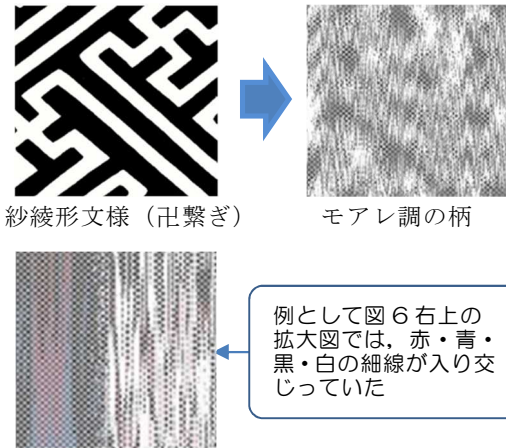 紗綾形文様（卍繋ぎ）
モアレ調の柄
例として図６右上の
拡大図では，赤・青・
黒・白の細線が入り交
じっていた